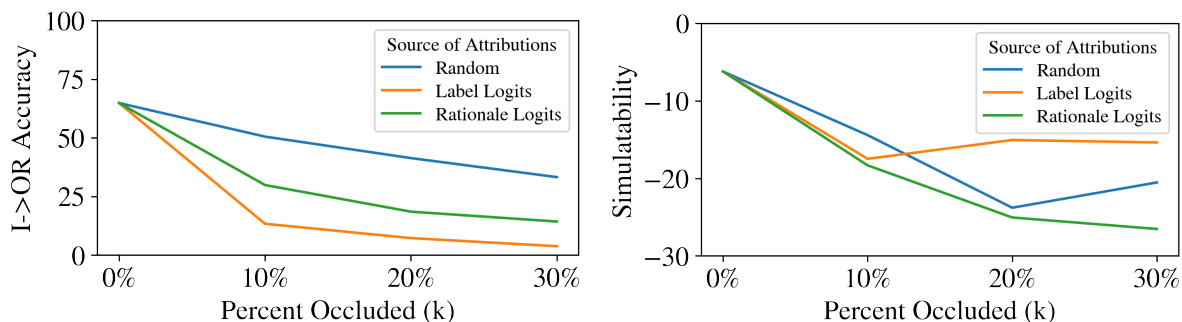 100
75
50
25
0
I->OR Accuracy
Source of Attributions
Random
Label Logits
Rationale Logits
0%
10%
20%
30%
Percent Occluded (k)
0
−10
−20
−30
Simulatability
Source of Attributions
Random
Label Logits
Rationale Logits
0%
10%
20%
30%
Percent Occluded (k)